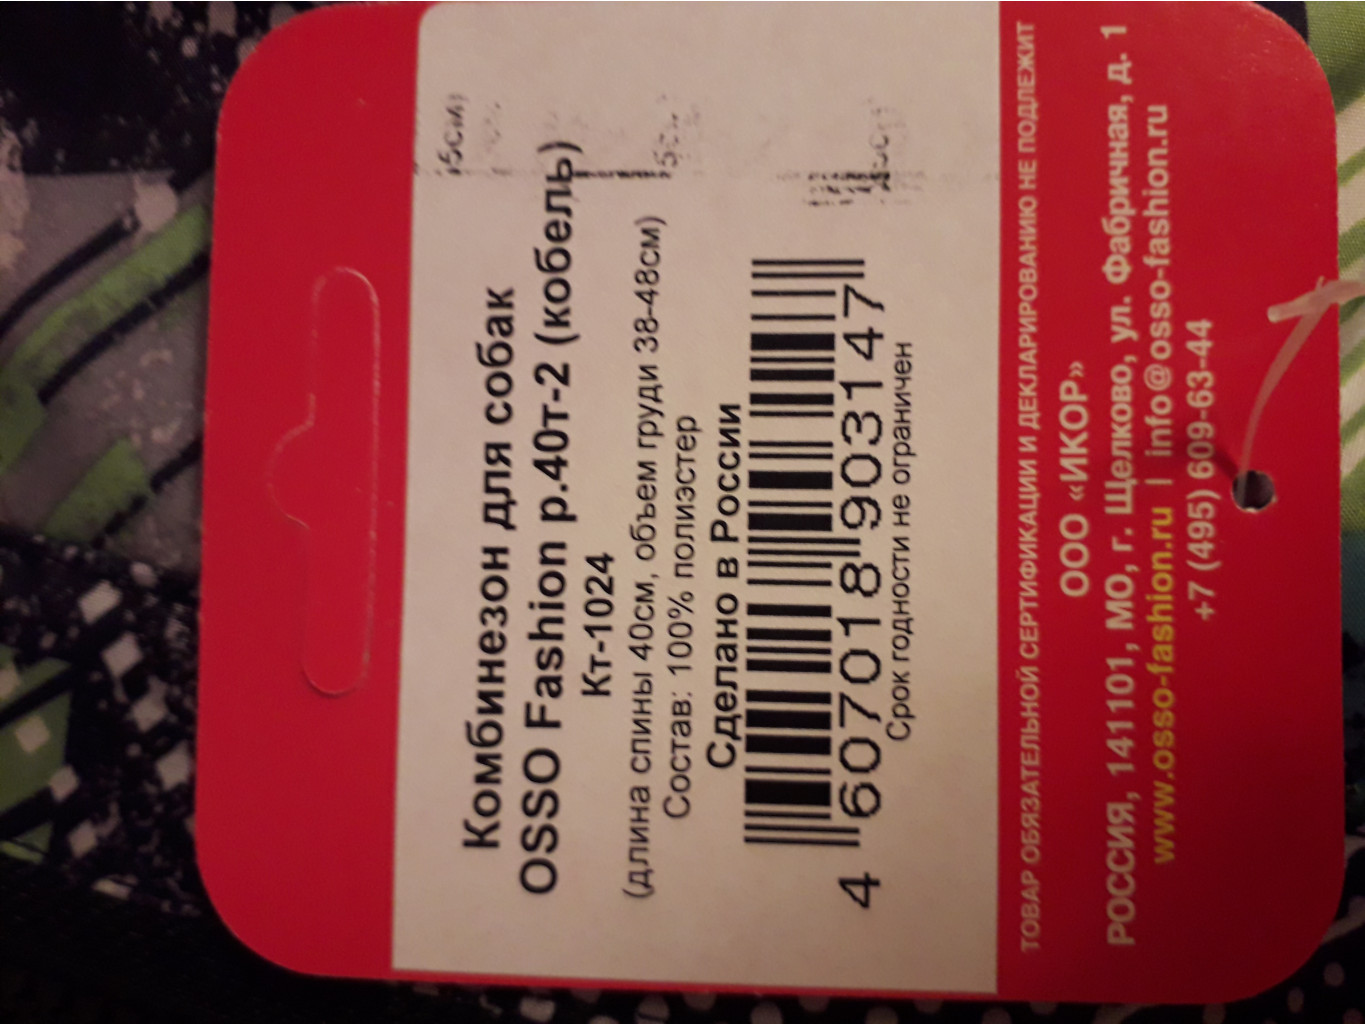 Комбинезон для собак
OSSO Fashion р.40т-2 (кобель)
Кт-1024
(длина спины 40см, объем груди 38-48см)
Состав: 100% полиэстер
Сделано в России
4 607018 903147
Срок годности не ограничен
ТОВАР ОБЯЗАТЕЛЬНОЙ СЕРТИФИКАЦИИ И ДЕКЛАРИРОВАНИЮ НЕ ПОДЛЕЖИТ
ООО «ИКОР»
РОССИЯ, 141101, МО, г. Щелково, ул. Фабричная, д. 1
www.osso-fashion.ru | info@osso-fashion.ru
+7 (495) 609-63-44